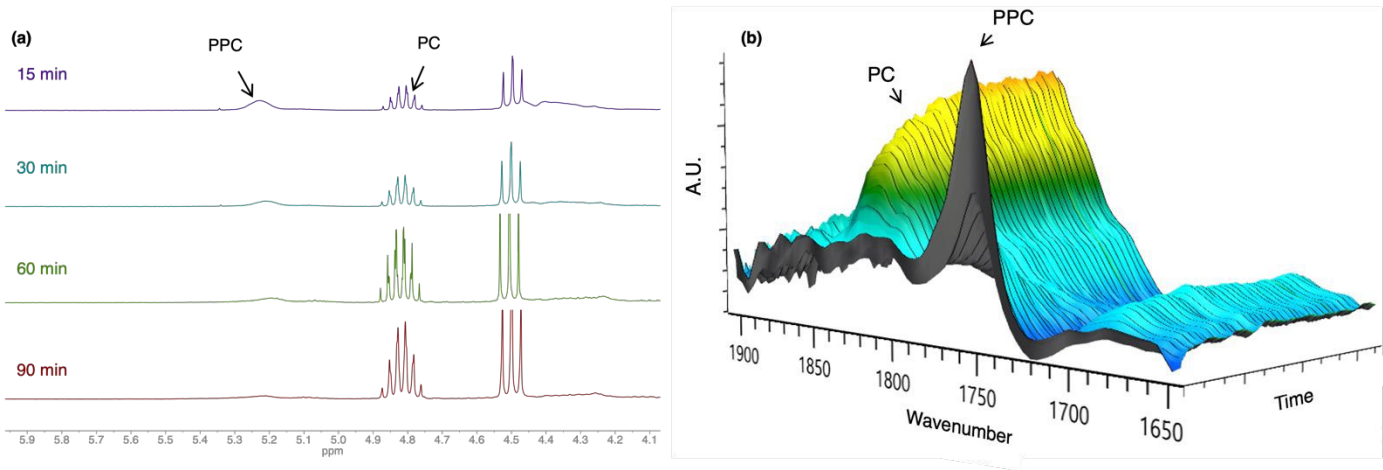 (a)
PPC
PC
15 min
30 min
60 min
90 min
5.9 5.8 5.7 5.6 5.5 5.4 5.3 5.2 5.1 5.0 4.9 4.8 4.7 4.6 4.5 4.4 4.3 4.2 4.1
ppm
(b)
PPC
PC
A.U.
1900 1850 1800 1750 1700 1650
Wavenumber
Time